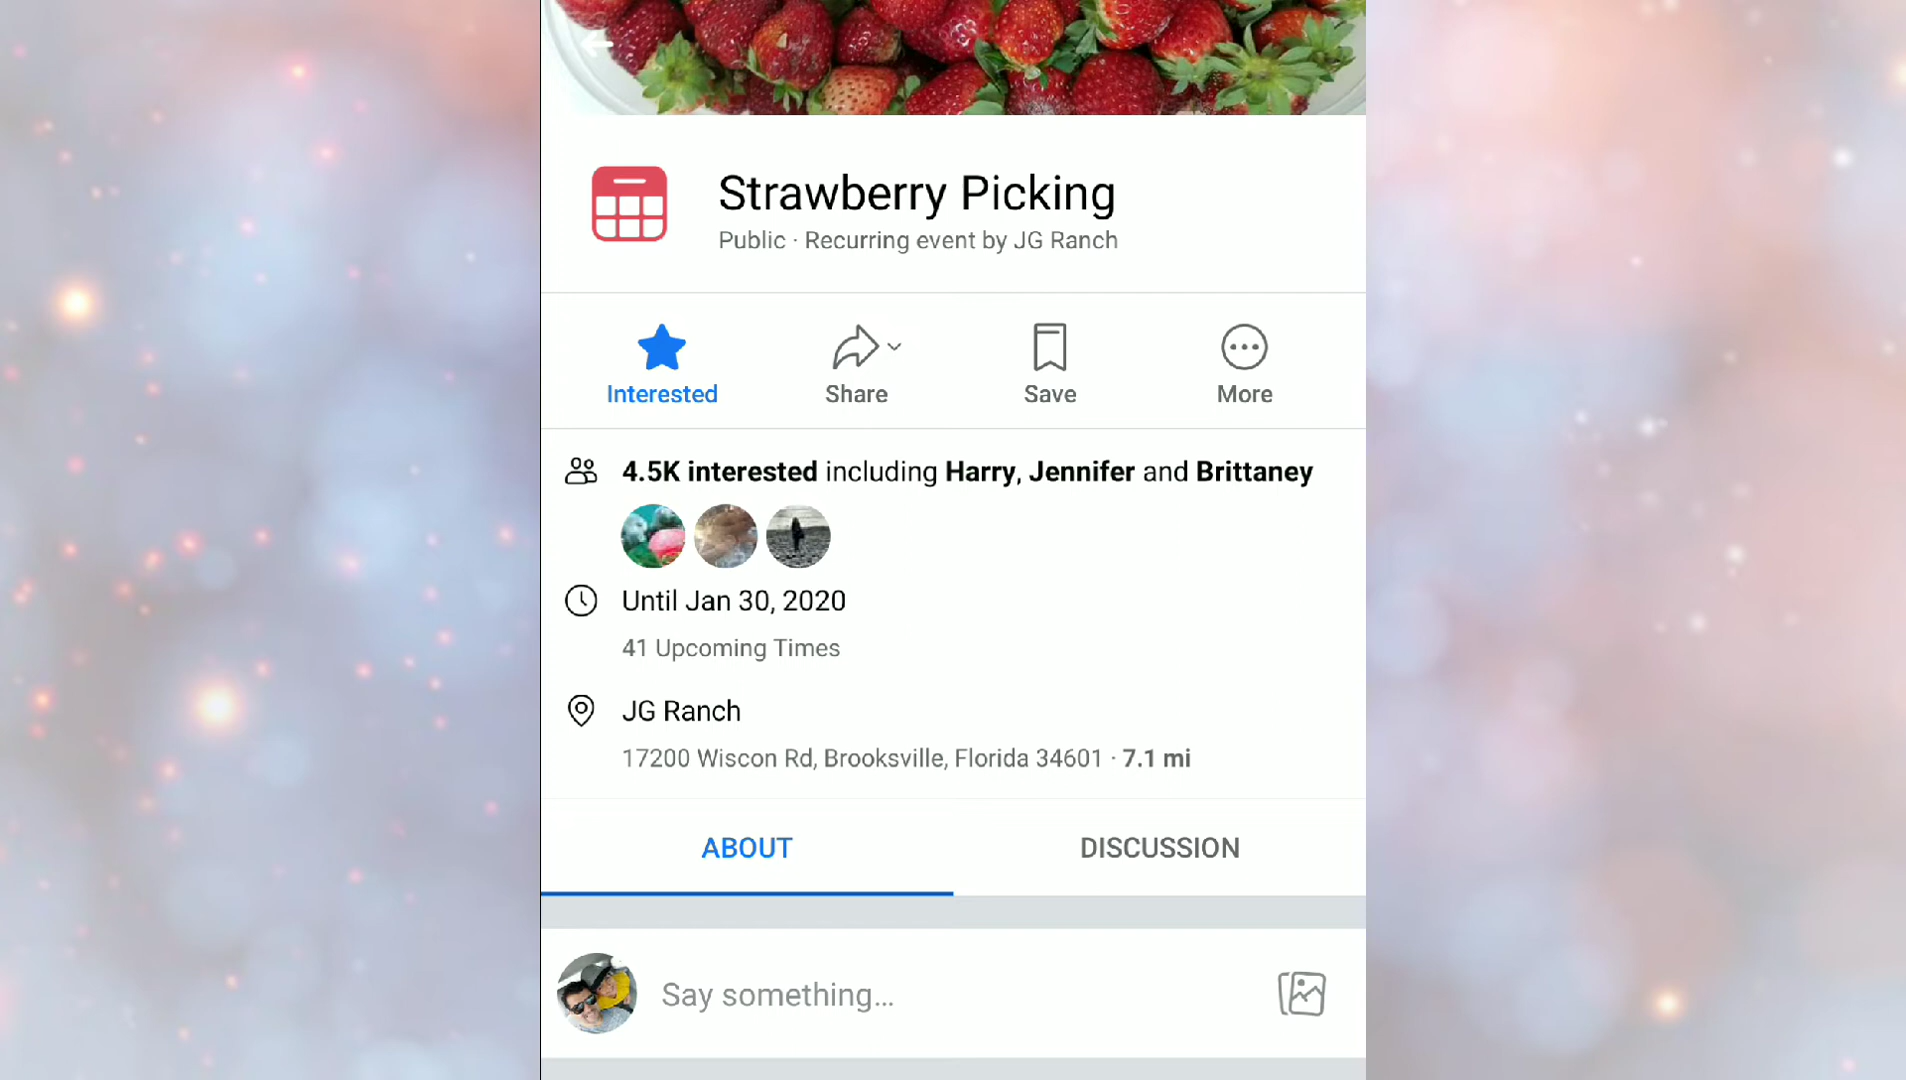 Strawberry Picking
Public · Recurring event by JG Ranch
Interested
Share
Save
More
4.5K interested including Harry, Jennifer and Brittaney
Until Jan 30, 2020
41 Upcoming Times
JG Ranch
17200 Wiscon Rd, Brooksville, Florida 34601 · 7.1 mi
ABOUT
DISCUSSION
Say something...